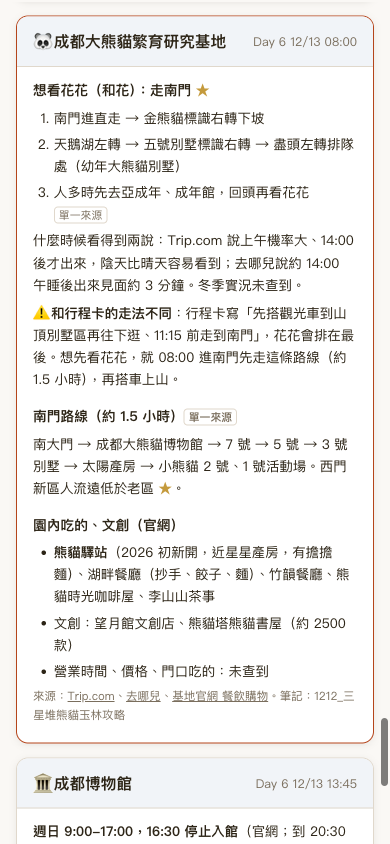 🐼成都大熊貓繁育研究基地 Day 6 12/13 08:00
想看花花（和花）：走南門 ★
1. 南門進直走 → 金熊貓標識右轉下坡
2. 天鵝湖左轉 → 五號別墅標識右轉 → 盡頭左轉排隊
處（幼年大熊貓別墅）
3. 人多時先去亞成年、成年館，回頭再看花花
單一來源
什麼時候看得到兩說：Trip.com 說上午機率大、14:00
後才出來，陰天比晴天容易看到；去哪兒說約 14:00
午睡後出來見面約 3 分鐘。冬季實況未查到。
⚠️和行程卡的走法不同：行程卡寫「先搭觀光車到山
頂別墅區再往下逛、11:15 前走到南門」，花花會排在最
後。想先看花花，就 08:00 進南門先走這條路線（約
1.5 小時），再搭車上山。
南門路線（約 1.5 小時） 單一來源
南大門 → 成都大熊貓博物館 → 7 號 → 5 號 → 3 號
別墅 → 太陽產房 → 小熊貓 2 號、1 號活動場。西門
新區人流遠低於老區 ★。
園內吃的、文創（官網）
• 熊貓驛站（2026 初新開，近星星產房，有擔擔
麵）、湖畔餐廳（抄手、餃子、麵）、竹韻餐廳、熊
貓時光咖啡屋、李山山茶事
• 文創：望月館文創店、熊貓塔熊貓書屋（約 2500
款）
• 營業時間、價格、門口吃的：未查到
來源：Trip.com、去哪兒、基地官網 餐飲購物。筆記：1212_三
星堆熊貓玉林攻略
🏛️成都博物館 Day 6 12/13 13:45
週日 9:00–17:00，16:30 停止入館（官網；到 20:30